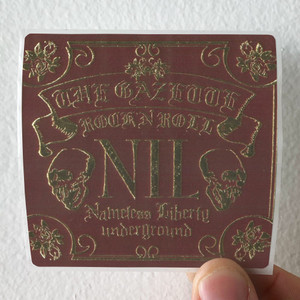 THE GAZETTE
ROCK N ROLL
NIL
Nameless Liberty
underground